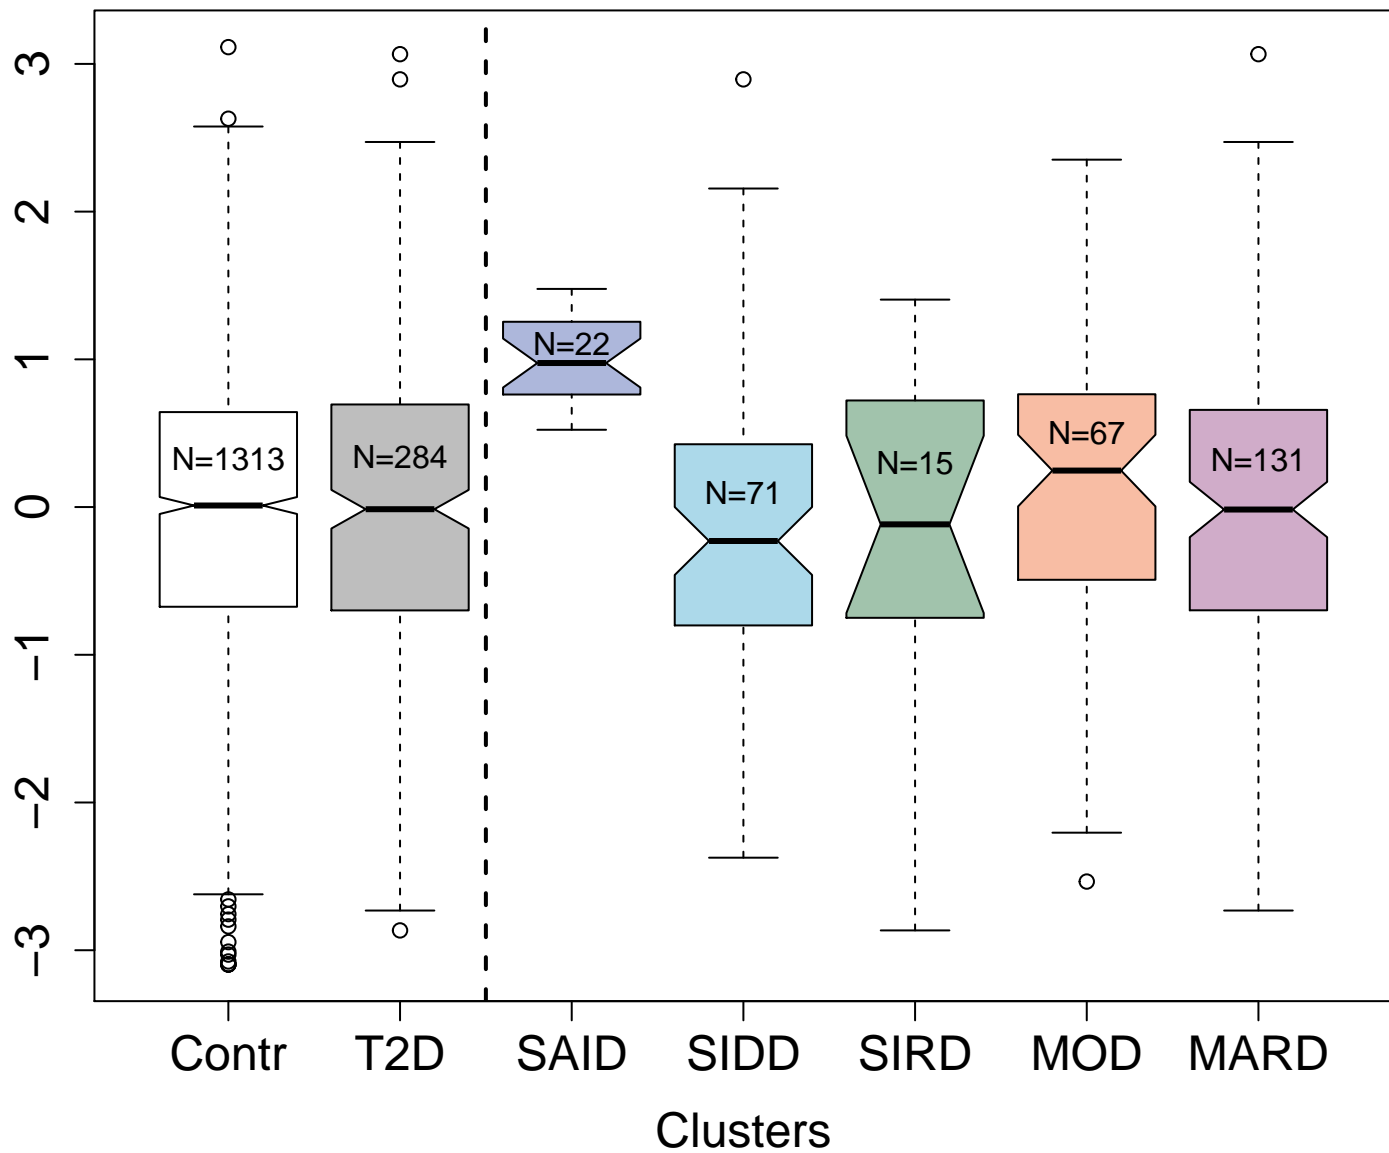 3
2
1
0
−1
−2
−3
N=1313
N=284
N=22
N=71
N=15
N=67
N=131
Contr T2D SAID SIDD SIRD MOD MARD
Clusters